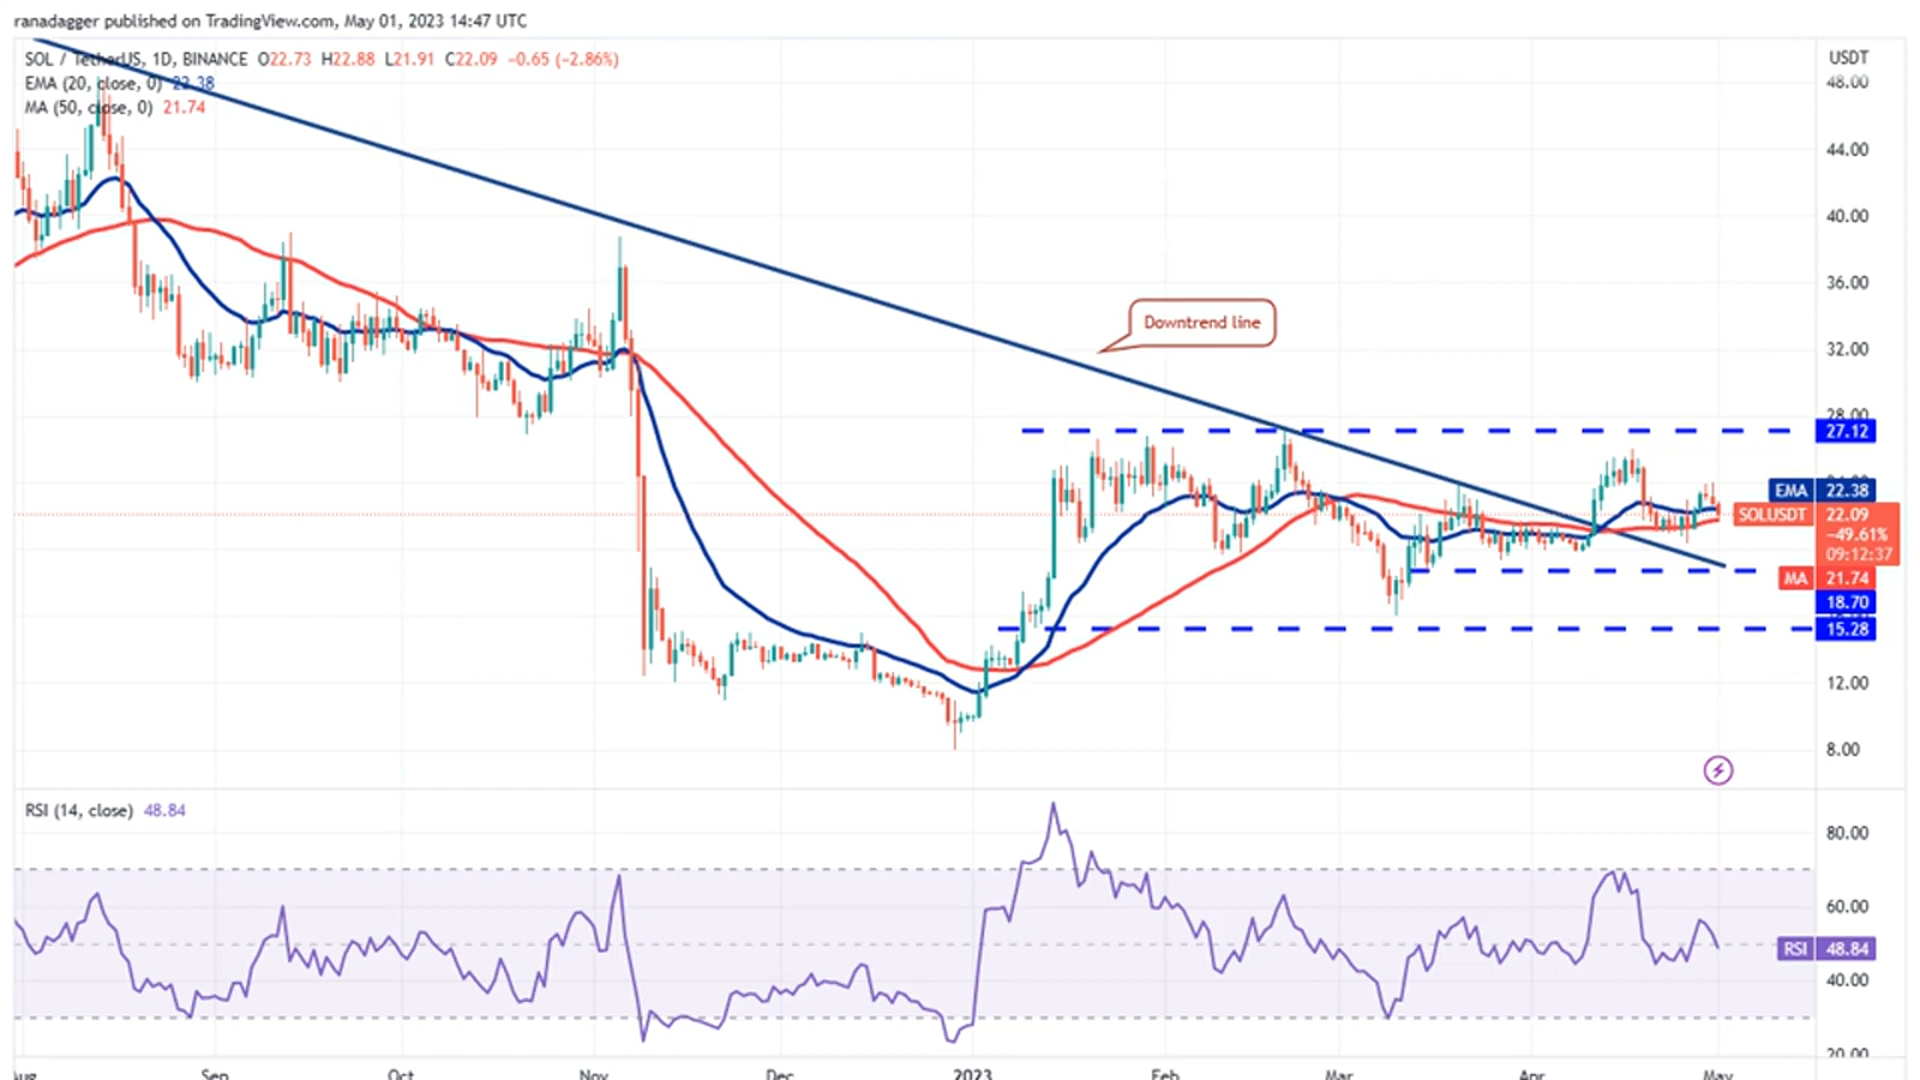 ranadagger published on TradingView.com, May 01, 2023 14:47 UTC
SOL / TetherUS, 1D, BINANCE O22.73 H22.88 L21.91 C22.09 −0.65 (−2.86%)
EMA (20, close, 0) 22.38
MA (50, close, 0) 21.74
USDT
48.00
44.00
40.00
36.00
32.00
28.00
27.12
EMA 22.38
SOLUSDT 22.09
−49.61%
09:12:37
MA 21.74
18.70
15.28
12.00
8.00
Downtrend line
RSI (14, close) 48.84
80.00
60.00
RSI 48.84
40.00
20.00
Aug Sep Oct Nov Dec 2023 Feb Mar Apr May